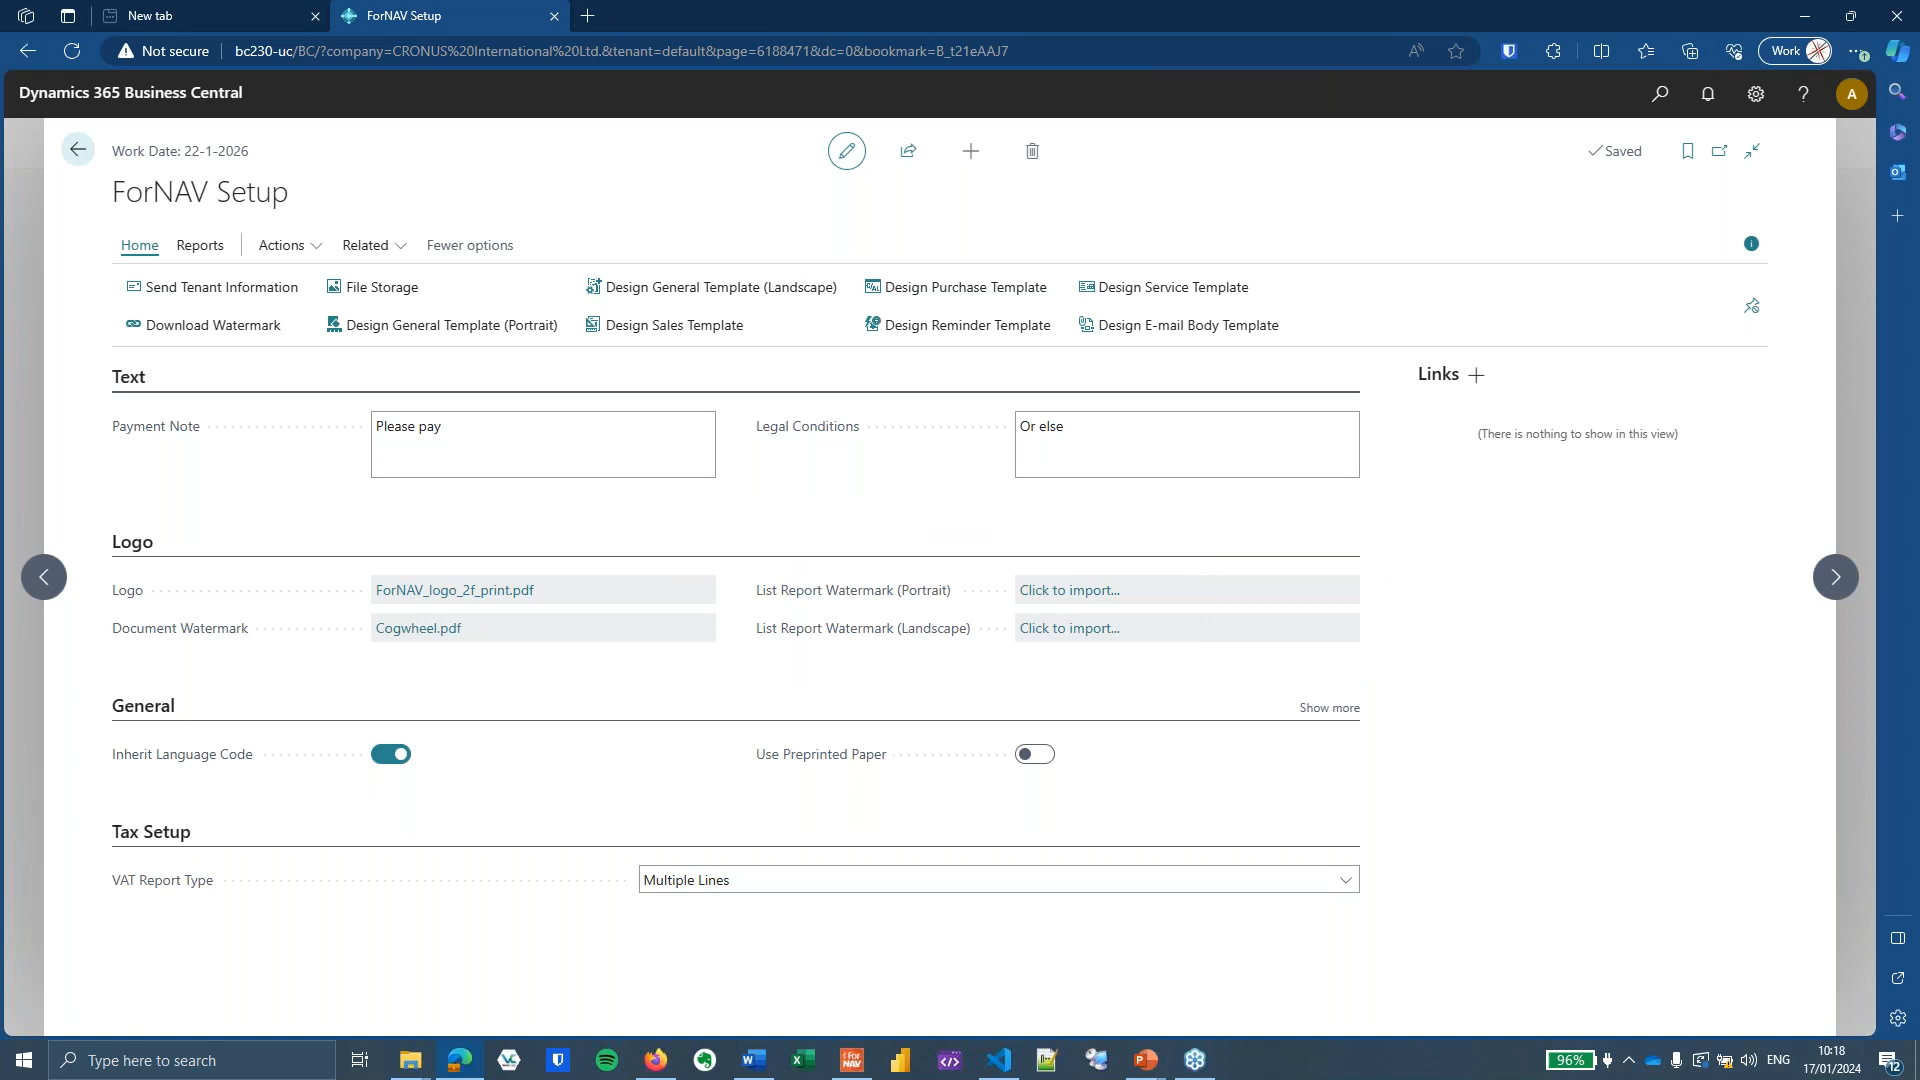 New tab
ForNAV Setup
Not secure
bc230-uc/BC/?company=CRONUS%20International%20Ltd.&tenant=default&page=6188471&dc=0&bookmark=B_t21eAAJ7
Work
Dynamics 365 Business Central
A
Work Date: 22-1-2026
Saved
ForNAV Setup
Home
Reports
Actions
Related
Fewer options
Send Tenant Information
File Storage
Design General Template (Landscape)
Design Purchase Template
Design Service Template
Download Watermark
Design General Template (Portrait)
Design Sales Template
Design Reminder Template
Design E-mail Body Template
Text
Links
Payment Note
Please pay
Legal Conditions
Or else
(There is nothing to show in this view)
Logo
Logo
ForNAV_logo_2f_print.pdf
List Report Watermark (Portrait)
Click to import...
Document Watermark
Cogwheel.pdf
List Report Watermark (Landscape)
Click to import...
General
Show more
Inherit Language Code
Use Preprinted Paper
Tax Setup
VAT Report Type
Multiple Lines
Type here to search
96%
ENG
10:18
17/01/2024
12